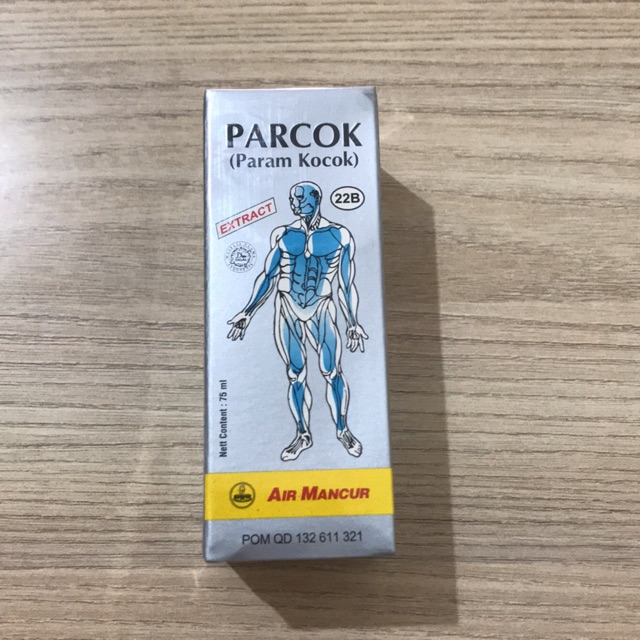 PARCOK
(Param Kocok)
22B
EXTRACT
Nett Content : 75 ml
AIR MANCUR
POM QD 132 611 321